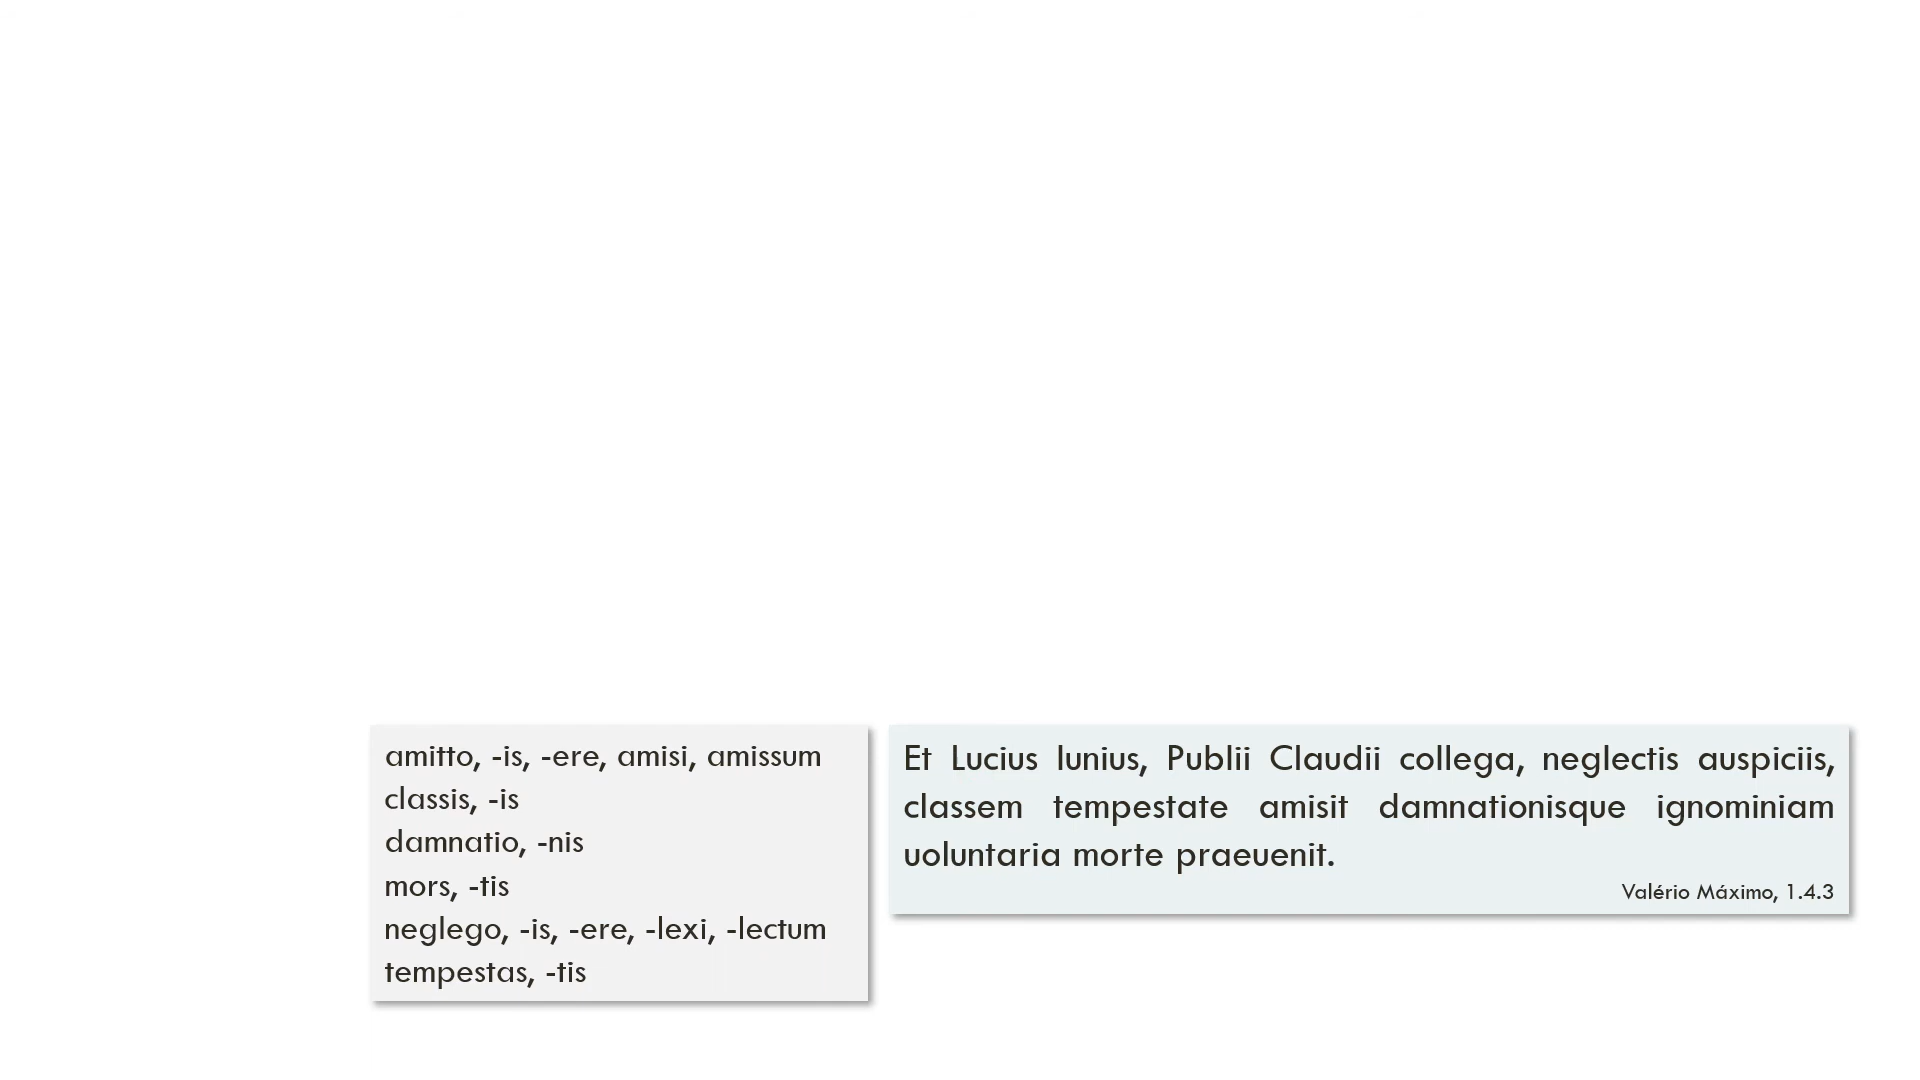 amitto, -is, -ere, amisi, amissum
classis, -is
damnatio, -nis
mors, -tis
neglego, -is, -ere, -lexi, -lectum
tempestas, -tis
Et Lucius Iunius, Publii Claudii collega, neglectis auspiciis,
classem tempestate amisit damnationisque ignominiam
uoluntaria morte praeuenit.
Valério Máximo, 1.4.3